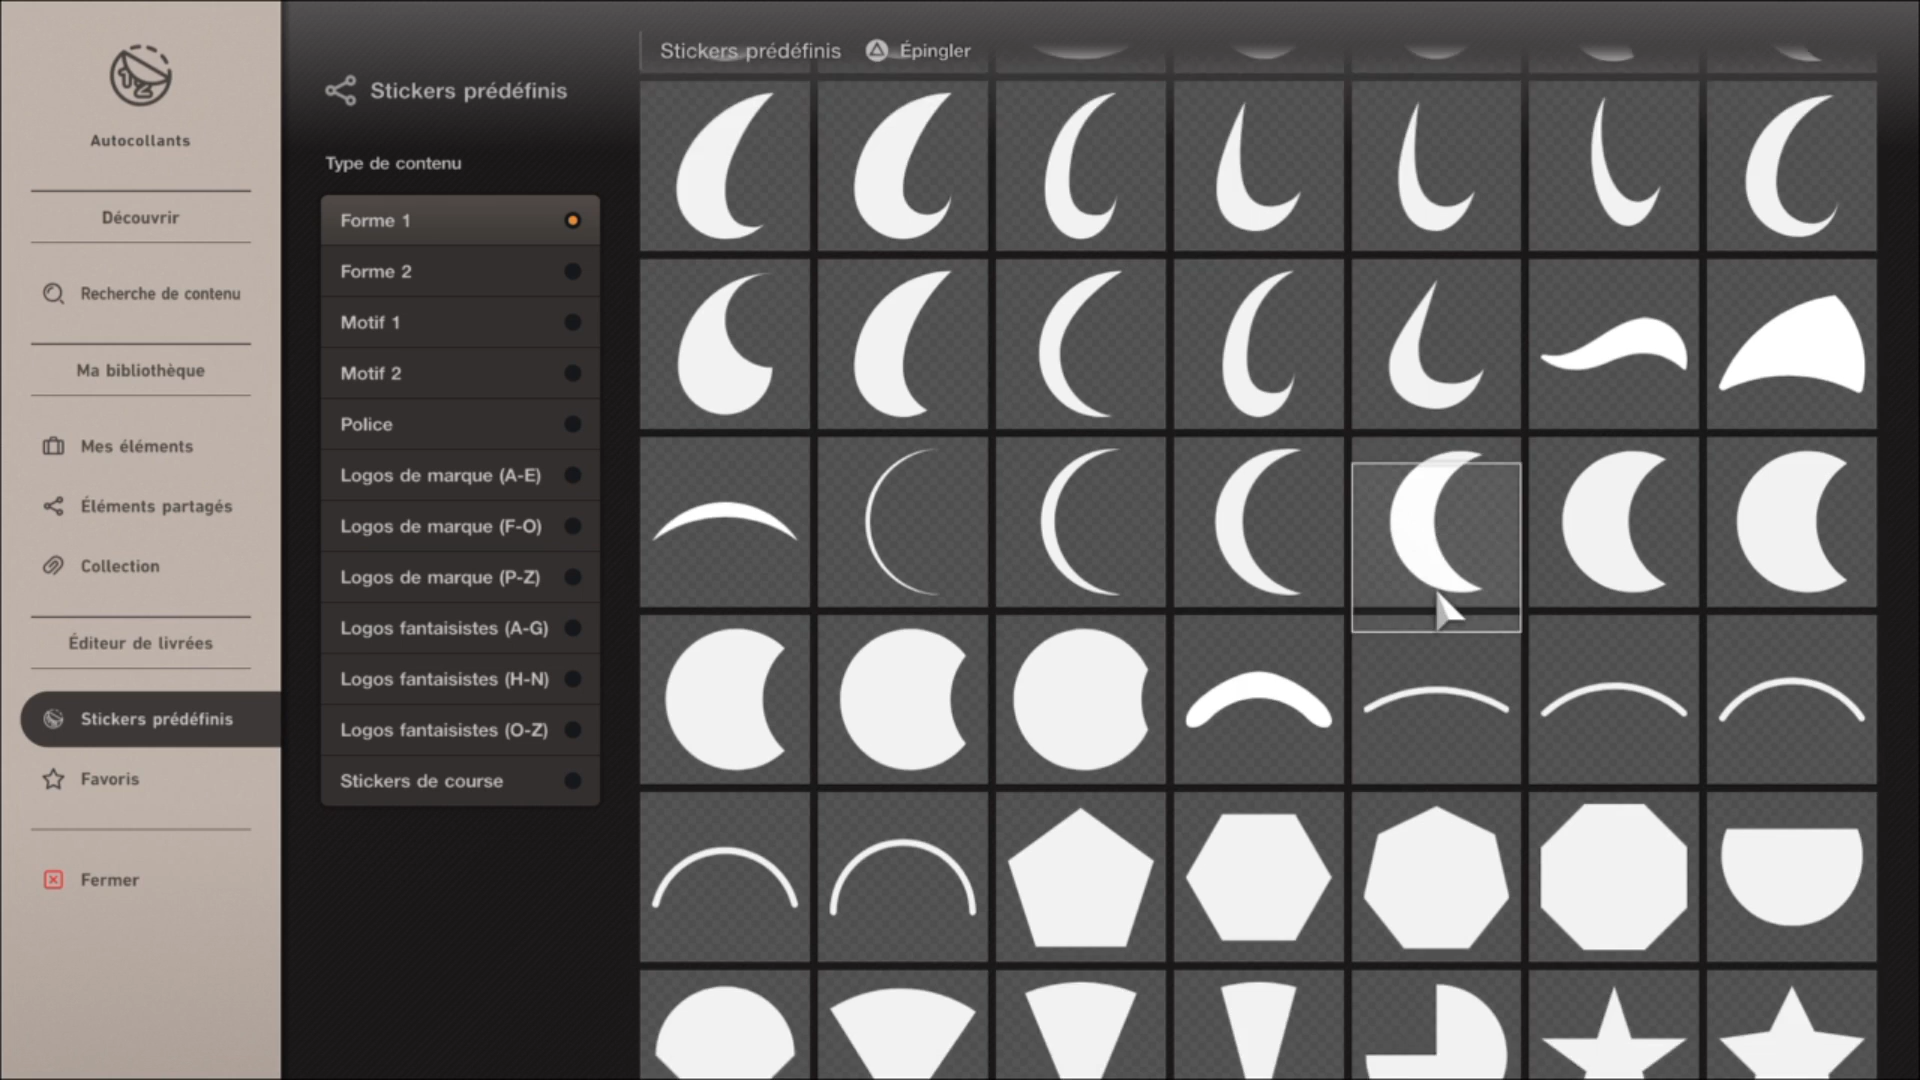 Autocollants
Découvrir
Recherche de contenu
Ma bibliothèque
Mes éléments
Éléments partagés
Collection
Éditeur de livrées
Stickers prédéfinis
Favoris
Fermer
Stickers prédéfinis
Type de contenu
Forme 1
Forme 2
Motif 1
Motif 2
Police
Logos de marque (A-E)
Logos de marque (F-O)
Logos de marque (P-Z)
Logos fantaisistes (A-G)
Logos fantaisistes (H-N)
Logos fantaisistes (O-Z)
Stickers de course
Stickers prédéfinis Épingler